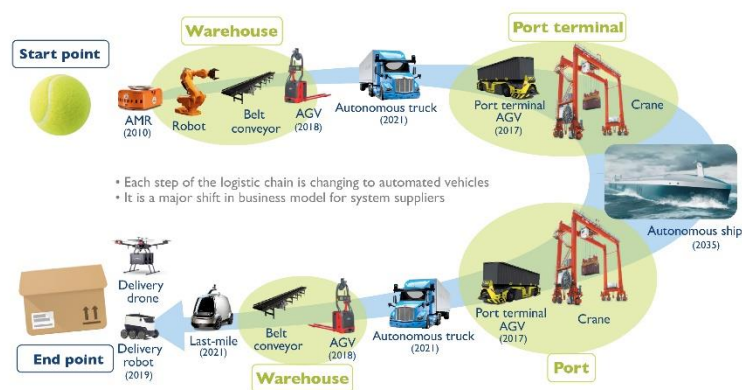 Warehouse
Port terminal
Start point
AMR
(2010)
Robot
Belt
conveyor
AGV
(2018)
Autonomous truck
(2021)
Port terminal
AGV
(2017)
Crane
• Each step of the logistic chain is changing to automated vehicles
• It is a major shift in business model for system suppliers
Autonomous ship
(2035)
Delivery
drone
End point
Delivery
robot
(2019)
Last-mile
(2021)
Belt
conveyor
AGV
(2018)
Autonomous truck
(2021)
Port terminal
AGV
(2017)
Crane
Warehouse
Port